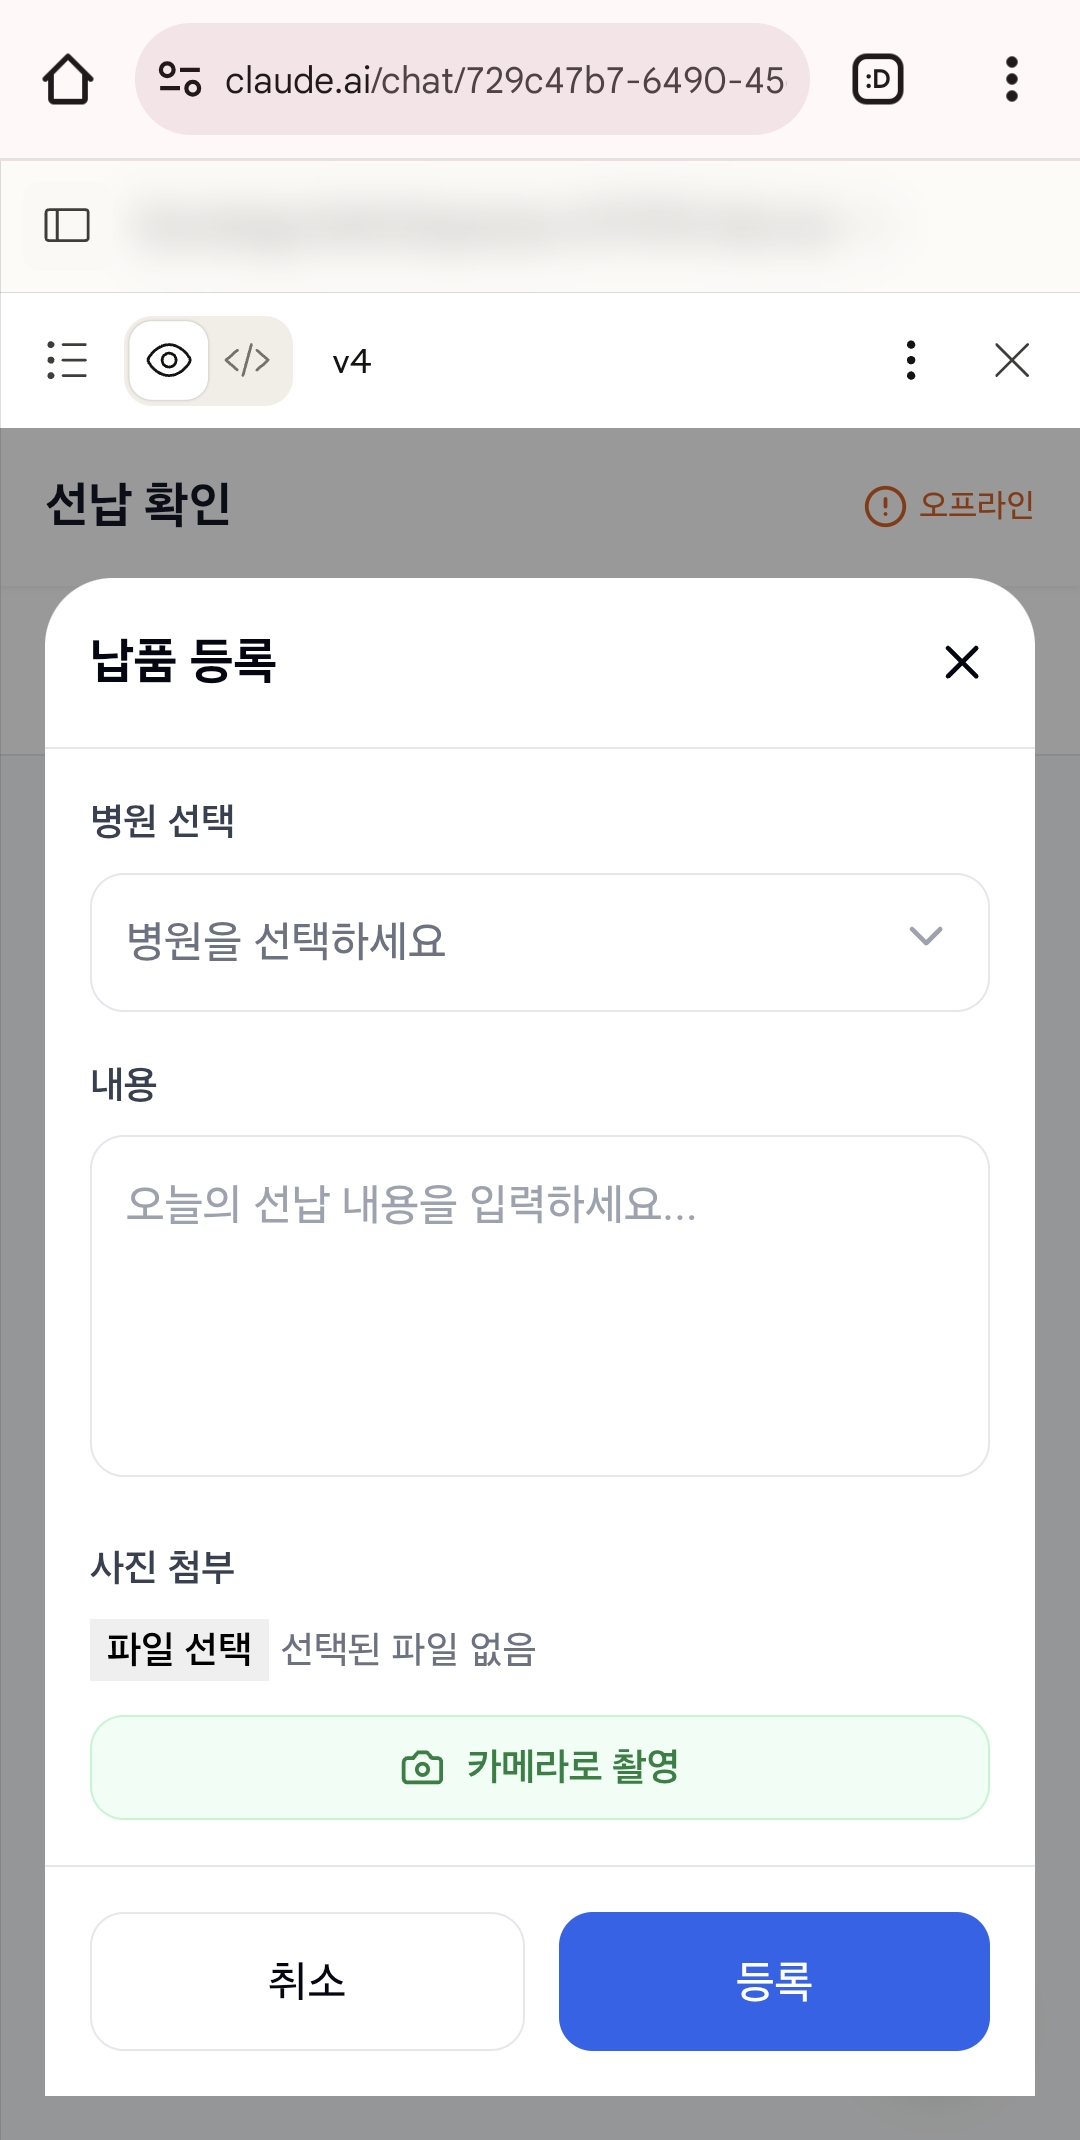 claude.ai/chat/729c47b7-6490-45
:D
v4
선납 확인
오프라인
납품 등록
병원 선택
병원을 선택하세요
내용
오늘의 선납 내용을 입력하세요...
사진 첨부
파일 선택 선택된 파일 없음
카메라로 촬영
취소
등록